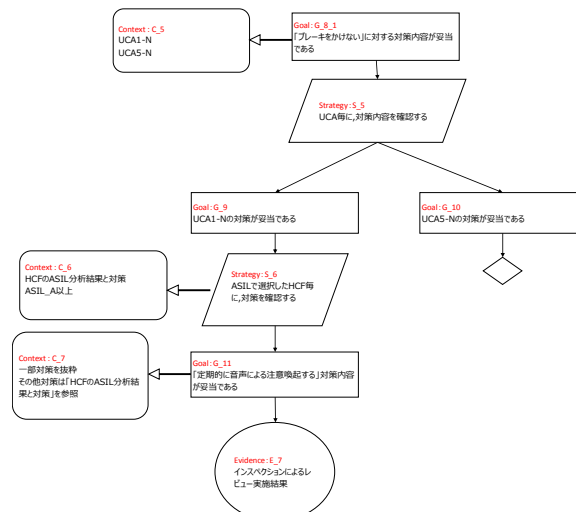 Context : C_5
UCA1-N
UCA5-N
Goal : G_8_1
「ブレーキをかけない」に対する対策内容が妥当
である
Strategy : S_5
UCA毎に,対策内容を確認する
Goal : G_9
UCA1-Nの対策が妥当である
Goal : G_10
UCA5-Nの対策が妥当である
Context : C_6
HCFのASIL分析結果と対策
ASIL_A以上
Strategy : S_6
ASILで選択したHCF毎
に,対策を確認する
Context : C_7
一部対策を抜粋
その他対策は「HCFのASIL分析結
果と対策」を参照
Goal : G_11
「定期的に音声による注意喚起する」対策内容
が妥当である
Evidence : E_7
インスペクションによるレ
ビュー実施結果